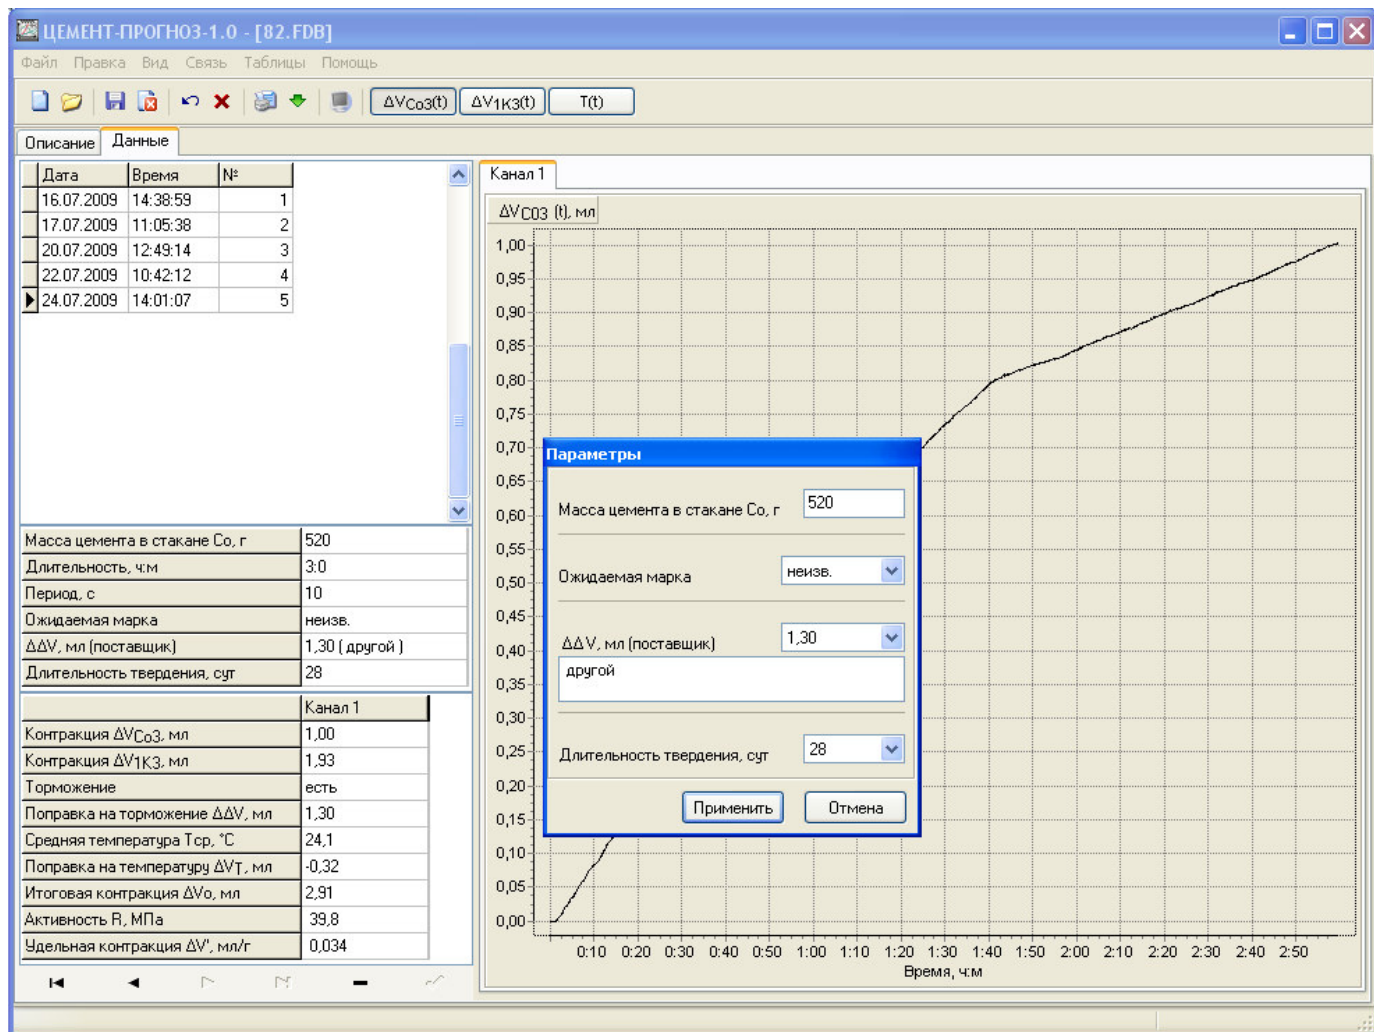 ЦЕМЕНТ-ПРОГНОЗ-1.0 - [82.FDB]
Файл Правка Вид Связь Таблицы Помощь
ΔVCo3(t) ΔV1K3(t) T(t)
Описание Данные
Дата Время №
16.07.2009 14:38:59 1
17.07.2009 11:05:38 2
20.07.2009 12:49:14 3
22.07.2009 10:42:12 4
24.07.2009 14:01:07 5
Масса цемента в стакане Co, г 520
Длительность, ч:м 3:0
Период, с 10
Ожидаемая марка неизв.
ΔΔV, мл (поставщик) 1,30 ( другой )
Длительность твердения, сут 28
Канал 1
Контракция ΔVCo3, мл 1,00
Контракция ΔV1K3, мл 1,93
Торможение есть
Поправка на торможение ΔΔV, мл 1,30
Средняя температура Tср, °C 24,1
Поправка на температуру ΔVT, мл -0,32
Итоговая контракция ΔVo, мл 2,91
Активность R, МПа 39,8
Удельная контракция ΔV', мл/г 0,034
Канал 1
ΔVC03 (t), мл
1,00
0,95
0,90
0,85
0,80
0,75
0,70
0,65
0,60
0,55
0,50
0,45
0,40
0,35
0,30
0,25
0,20
0,15
0,10
0,05
0,00
0:10 0:20 0:30 0:40 0:50 1:00 1:10 1:20 1:30 1:40 1:50 2:00 2:10 2:20 2:30 2:40 2:50
Время, ч:м
Параметры
Масса цемента в стакане Co, г 520
Ожидаемая марка неизв.
ΔΔV, мл (поставщик) 1,30
другой
Длительность твердения, сут 28
Применить Отмена